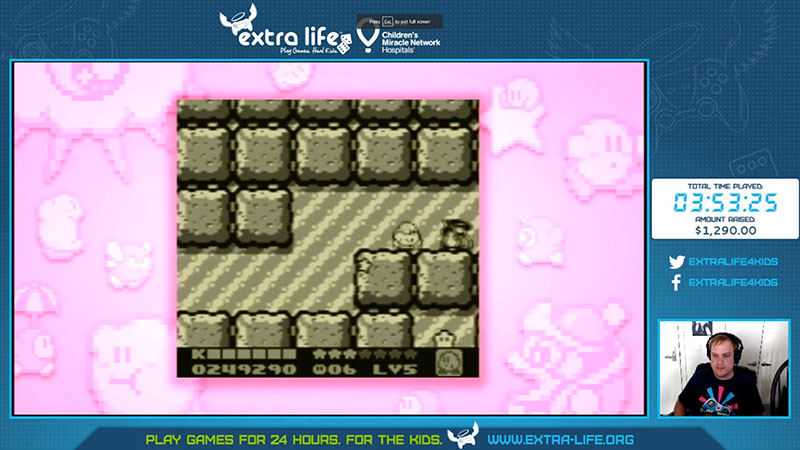 Press Esc to exit full screen
extra life
Play Games. Heal Kids.
Children's
Miracle Network
Hospitals
TOTAL TIME PLAYED:
03:53:25
AMOUNT RAISED:
$1,290.00
EXTRALIFE4KIDS
EXTRALIFE4KIDS
K
0249290 06 LV5
PLAY GAMES FOR 24 HOURS. FOR THE KIDS. WWW.EXTRA-LIFE.ORG